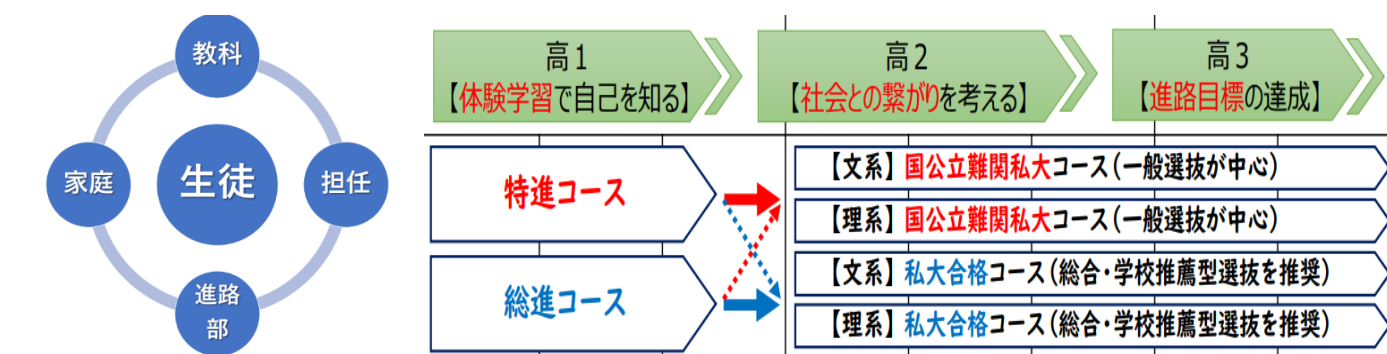 教科
家庭
生徒
担任
進路
部
高1
【体験学習で自己を知る】
高2
【社会との繋がりを考える】
高3
【進路目標の達成】
特進コース
総進コース
【文系】国公立難関私大コース(一般選抜が中心)
【理系】国公立難関私大コース(一般選抜が中心)
【文系】私大合格コース(総合・学校推薦型選抜を推奨)
【理系】私大合格コース(総合・学校推薦型選抜を推奨)